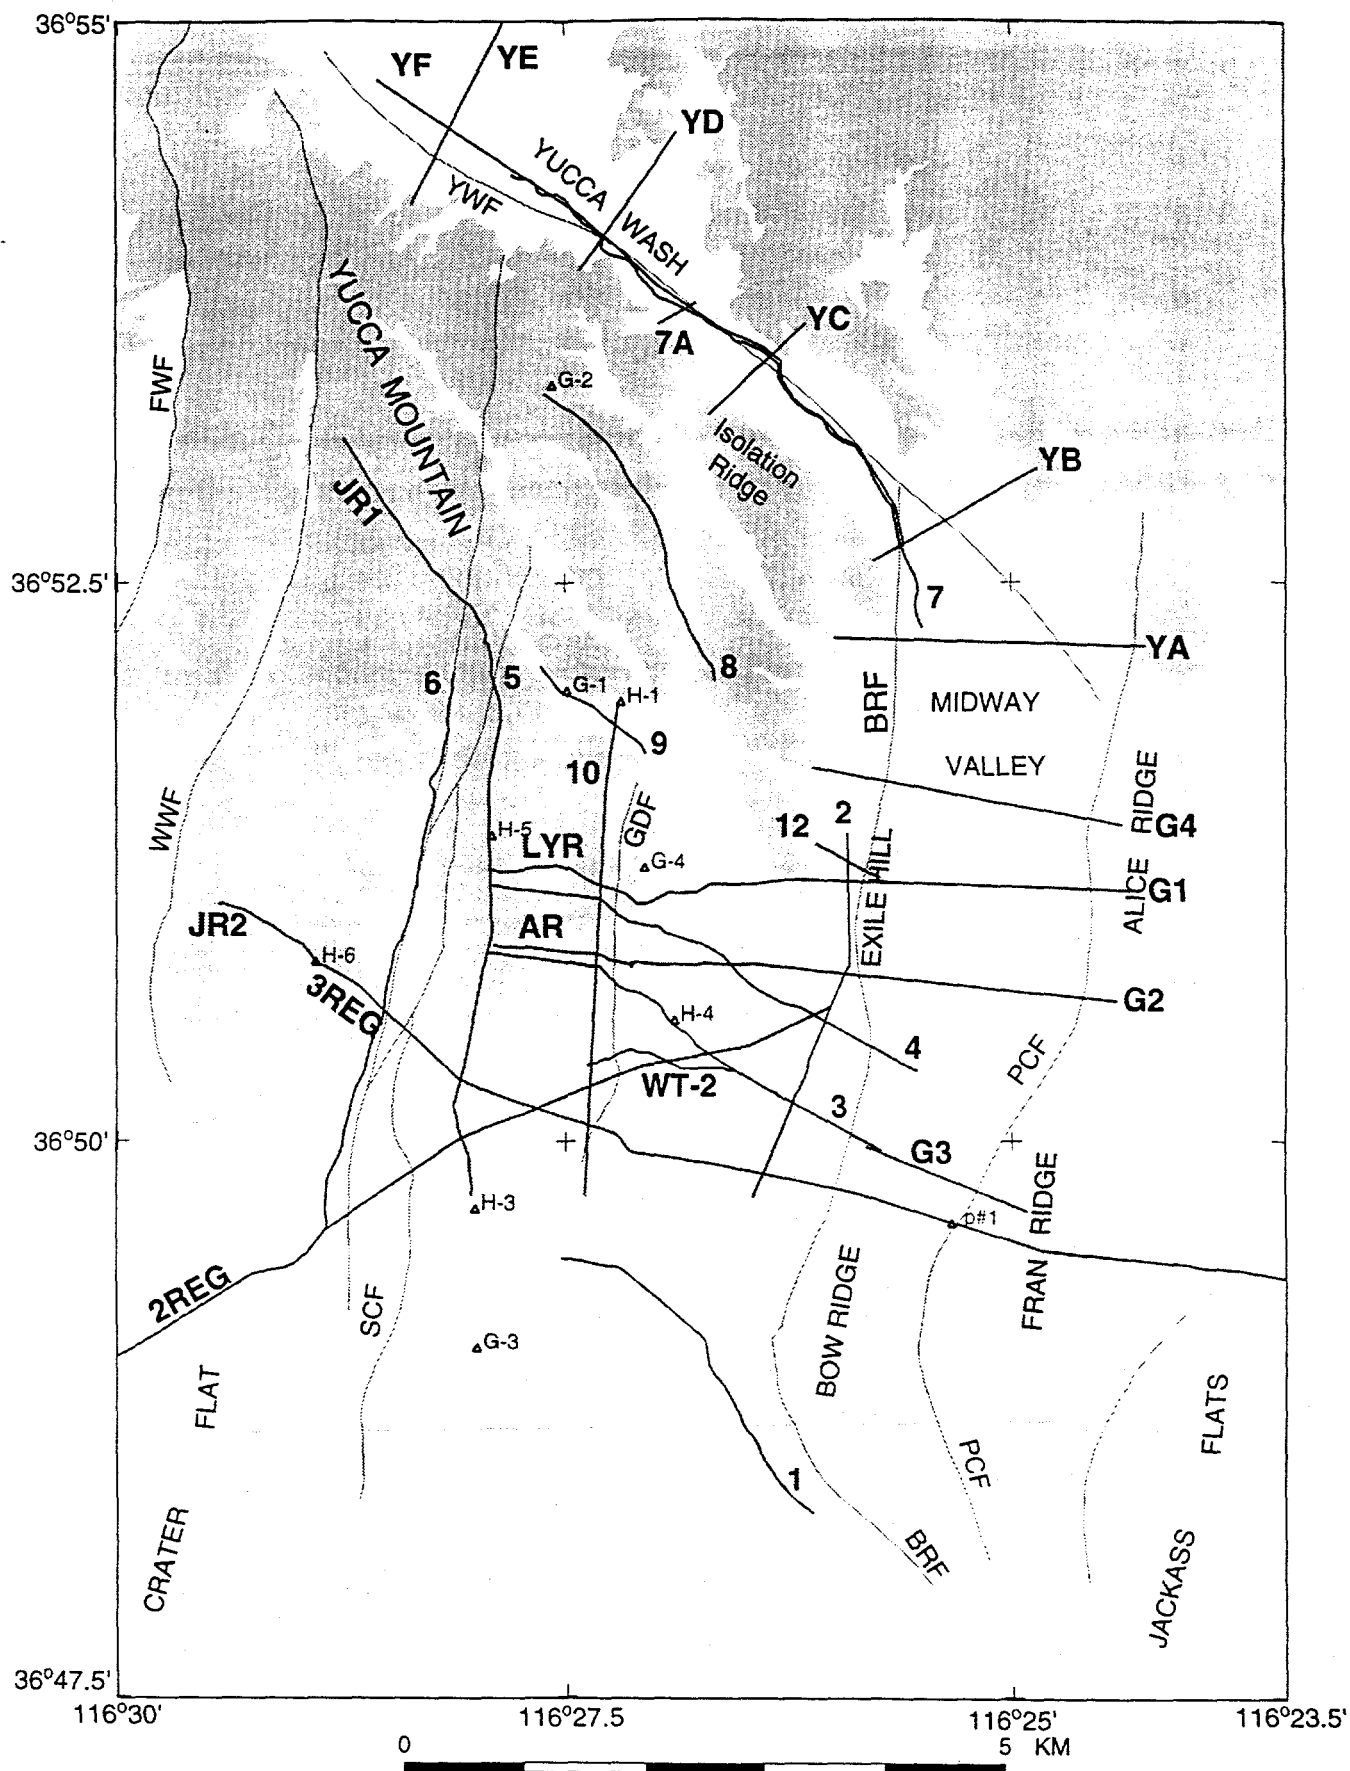 36°55'
YF
YE
YD
YUCCA
WASH
YWF
YUCCA MOUNTAIN
7A
YC
FWF
G-2
Isolation
Ridge
YB
JR1
36°52.5'
7
YA
8
6
5
G-1
H-1
BRF
MIDWAY
9
10
VALLEY
RIDGE
WWF
GDF
H-5
LYR
12
2
G4
G-4
EXILE HILL
ALICE
G1
JR2
AR
H-6
3REG
G2
H-4
4
PCF
WT-2
3
36°50'
G3
RIDGE
H-3
p#1
2REG
SCF
BOW RIDGE
FRAN
G-3
FLAT
FLATS
1
PCF
CRATER
BRF
JACKASS
36°47.5'
116°30'
116°27.5
116°25'
116°23.5'
0
5 KM